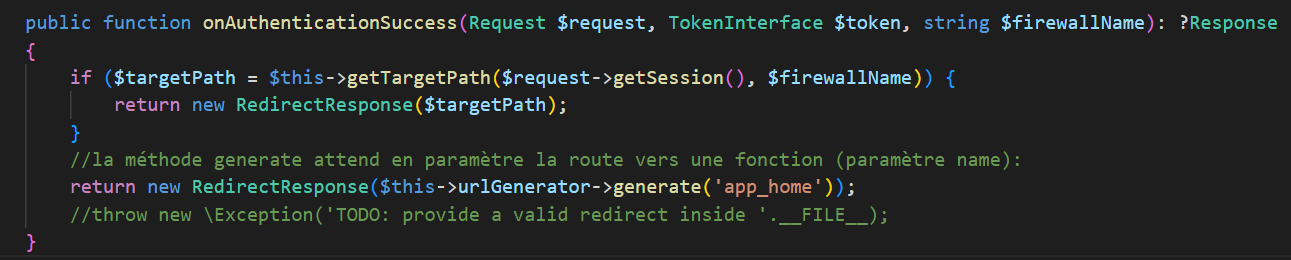 public function onAuthenticationSuccess(Request $request, TokenInterface $token, string $firewallName): ?Response
{
    if ($targetPath = $this->getTargetPath($request->getSession(), $firewallName)) {
        return new RedirectResponse($targetPath);
    }
    //la méthode generate attend en paramètre la route vers une fonction (paramètre name):
    return new RedirectResponse($this->urlGenerator->generate('app_home'));
    //throw new \Exception('TODO: provide a valid redirect inside '.__FILE__);
}